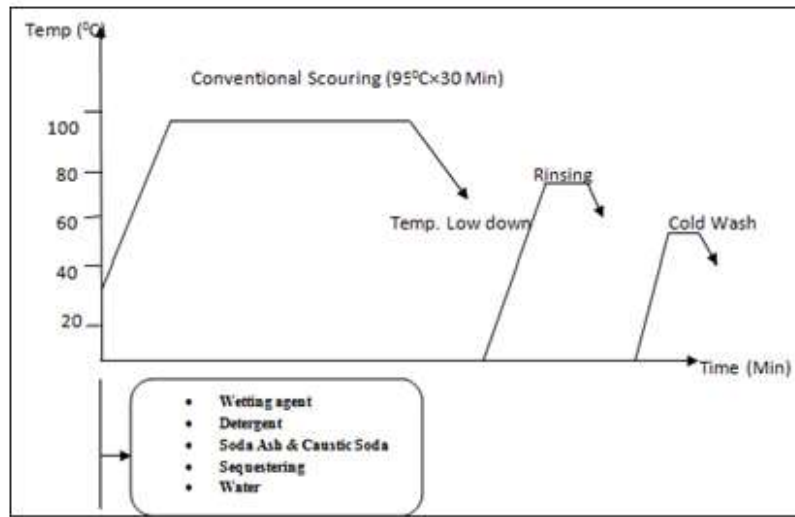 Temp (⁰C)
Conventional Scouring (95⁰C×30 Min)
100
80
Rinsing
60
Temp. Low down
Cold Wash
40
20
Time (Min)
• Wetting agent
• Detergent
• Soda Ash & Caustic Soda
• Sequestering
• Water